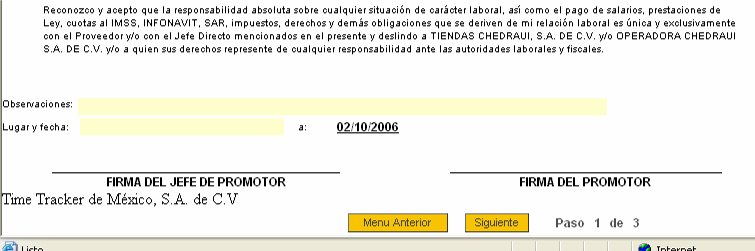 Reconozco y acepto que la responsabilidad absoluta sobre cualquier situación de carácter laboral, así como el pago de salarios, prestaciones de
Ley, cuotas al IMSS, INFONAVIT, SAR, impuestos, derechos y demás obligaciones que se deriven de mi relación laboral es única y exclusivamente
con el Proveedor y/o con el Jefe Directo mencionados en el presente y deslindo a TIENDAS CHEDRAUI, S.A. DE C.V. y/o OPERADORA CHEDRAUI
S.A. DE C.V. y/o a quien sus derechos represente de cualquier responsabilidad ante las autoridades laborales y fiscales.
Observaciones:
Lugar y fecha: a: 02/10/2006
FIRMA DEL JEFE DE PROMOTOR FIRMA DEL PROMOTOR
Time Tracker de México, S.A. de C.V
Menu Anterior Siguiente Paso 1 de 3
Listo Internet